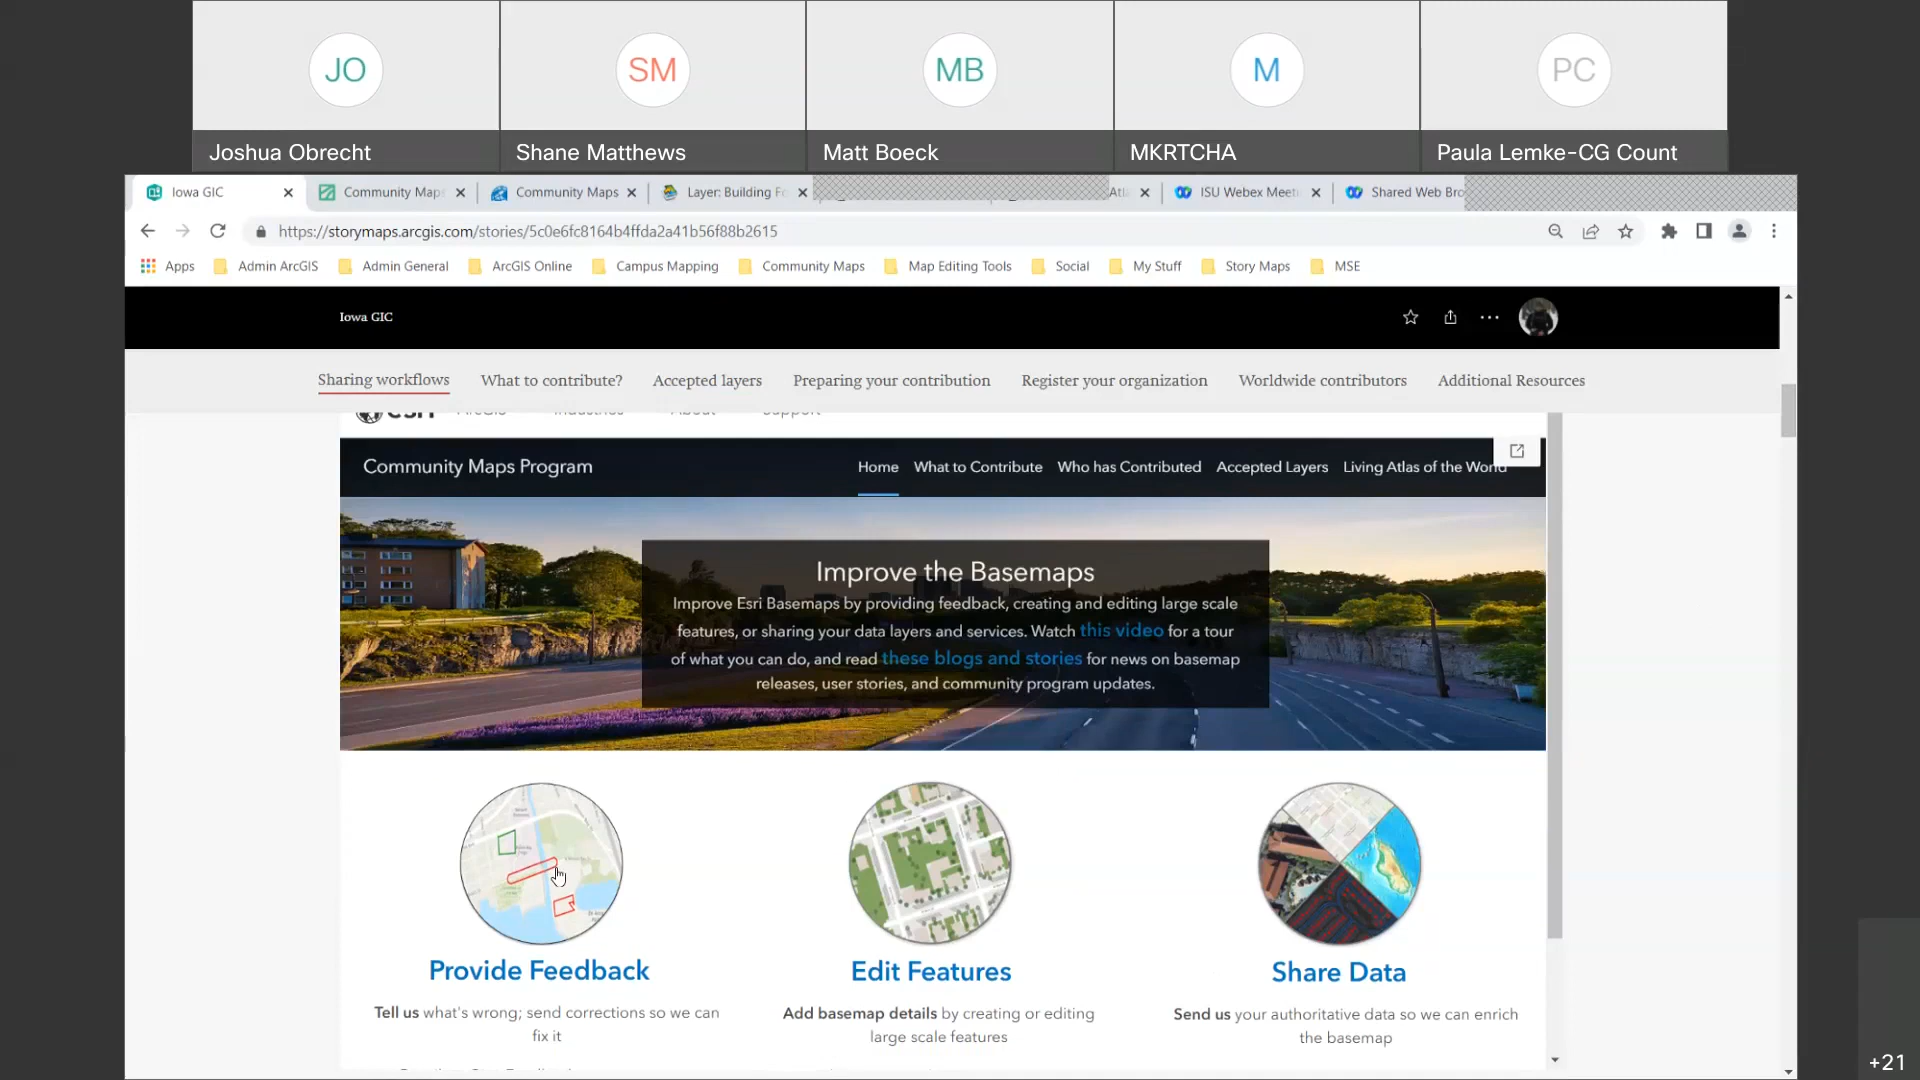 JO
SM
MB
M
PC
Joshua Obrecht
Shane Matthews
Matt Boeck
MKRTCHA
Paula Lemke-CG Count
Iowa GIC
Community Maps
Community Maps
Layer: Building Fo
ISU Webex Meeti
Shared Web Bro
https://storymaps.arcgis.com/stories/5c0e6fc8164b4ffda2a41b56f88b2615
Apps
Admin ArcGIS
Admin General
ArcGIS Online
Campus Mapping
Community Maps
Map Editing Tools
Social
My Stuff
Story Maps
MSE
Iowa GIC
Sharing workflows
What to contribute?
Accepted layers
Preparing your contribution
Register your organization
Worldwide contributors
Additional Resources
esri
ArcGIS
Industries
About
Support
Community Maps Program
Home
What to Contribute
Who has Contributed
Accepted Layers
Living Atlas of the World
Improve the Basemaps
Improve Esri Basemaps by providing feedback, creating and editing large scale
features, or sharing your data layers and services. Watch this video for a tour
of what you can do, and read these blogs and stories for news on basemap
releases, user stories, and community program updates.
Provide Feedback
Tell us what's wrong; send corrections so we can
fix it
Edit Features
Add basemap details by creating or editing
large scale features
Share Data
Send us your authoritative data so we can enrich
the basemap
+21